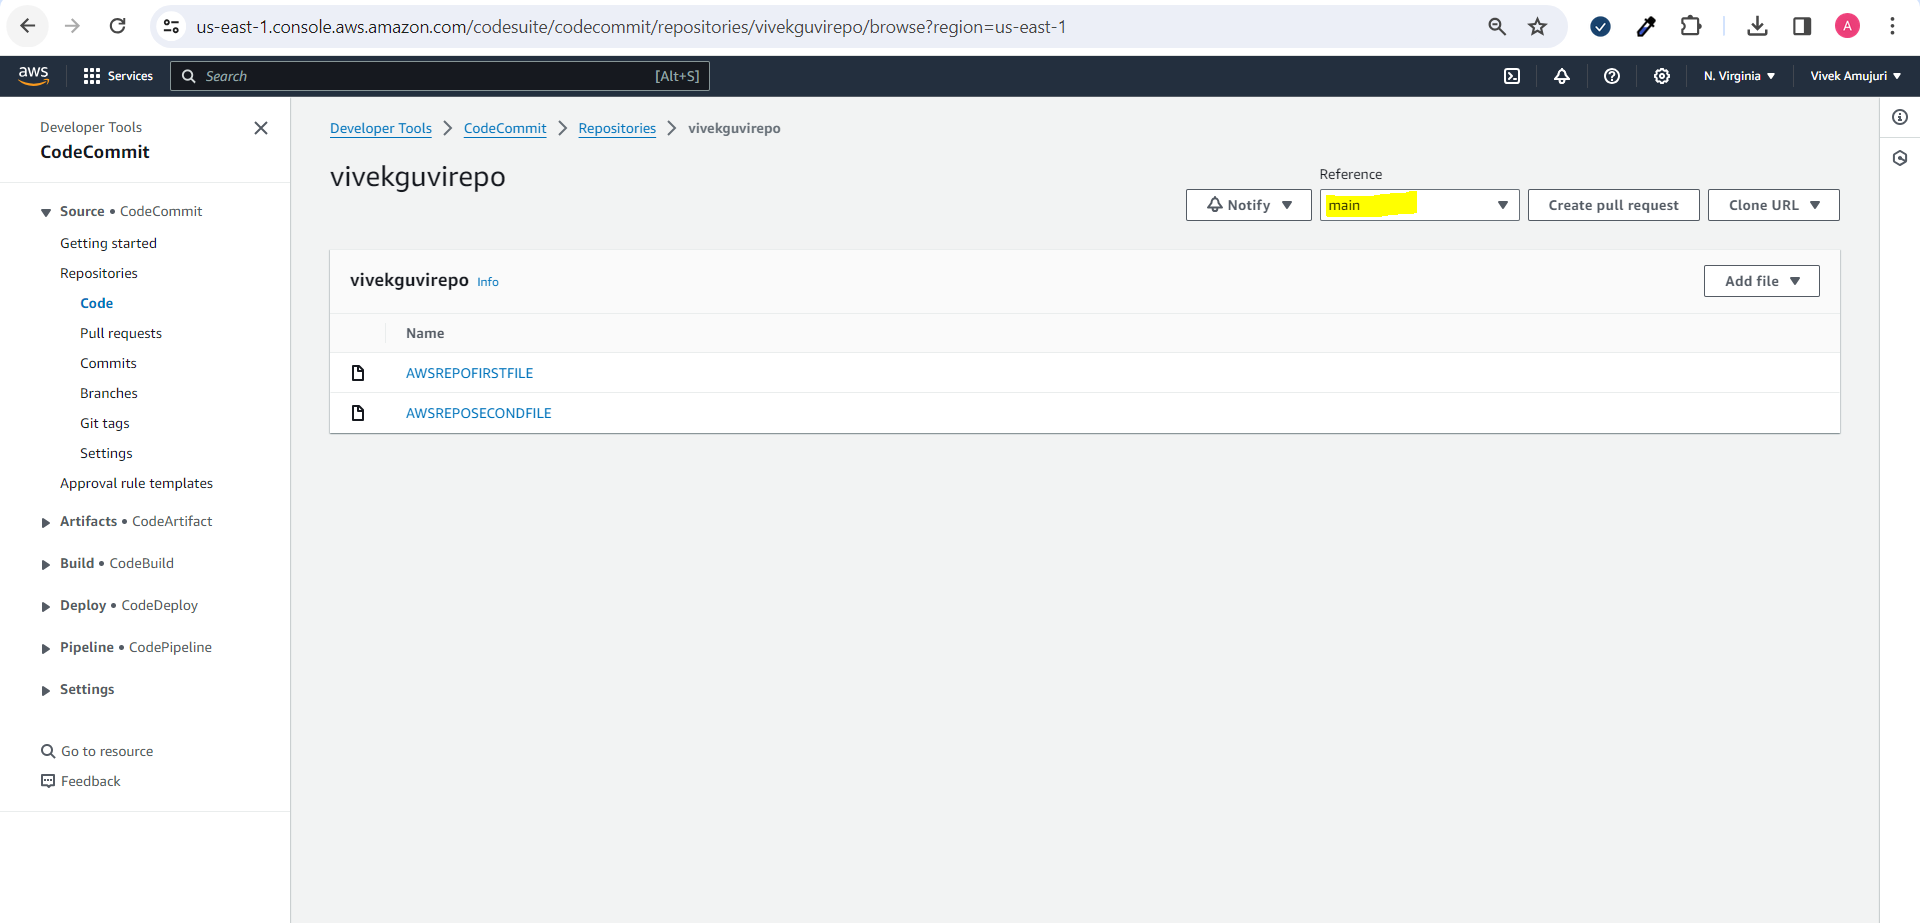 us-east-1.console.aws.amazon.com/codesuite/codecommit/repositories/vivekguvirepo/browse?region=us-east-1
A
aws
Services
Search
[Alt+S]
N. Virginia
Vivek Amujuri
Developer Tools
CodeCommit
Source • CodeCommit
Getting started
Repositories
Code
Pull requests
Commits
Branches
Git tags
Settings
Approval rule templates
Artifacts • CodeArtifact
Build • CodeBuild
Deploy • CodeDeploy
Pipeline • CodePipeline
Settings
Go to resource
Feedback
Developer Tools
CodeCommit
Repositories
vivekguvirepo
vivekguvirepo
Reference
Notify
main
Create pull request
Clone URL
vivekguvirepo Info
Add file
Name
AWSREPOFIRSTFILE
AWSREPOSECONDFILE